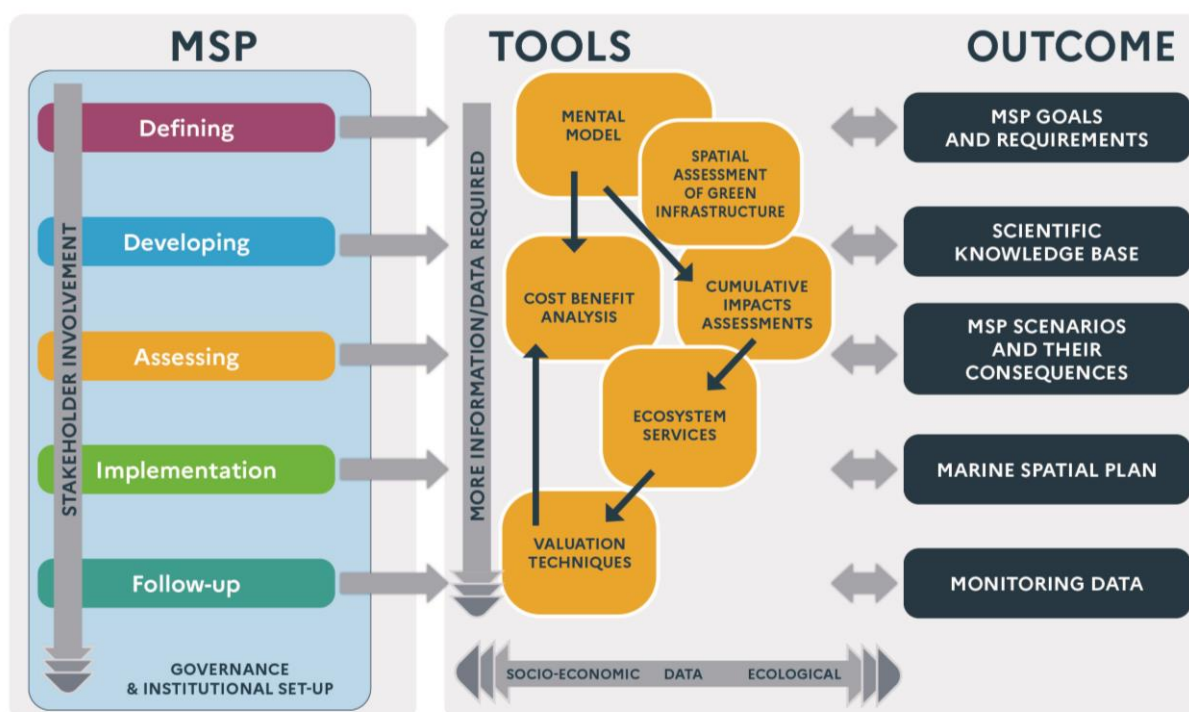 MSP
TOOLS
OUTCOME
STAKEHOLDER INVOLVEMENT
Defining
Developing
Assessing
Implementation
Follow-up
GOVERNANCE
& INSTITUTIONAL SET-UP
MORE INFORMATION/DATA REQUIRED
MENTAL
MODEL
SPATIAL
ASSESSMENT
OF GREEN
INFRASTRUCTURE
COST BENEFIT
ANALYSIS
CUMULATIVE
IMPACTS
ASSESSMENTS
ECOSYSTEM
SERVICES
VALUATION
TECHNIQUES
SOCIO-ECONOMIC DATA ECOLOGICAL
MSP GOALS
AND REQUIREMENTS
SCIENTIFIC
KNOWLEDGE BASE
MSP SCENARIOS
AND THEIR
CONSEQUENCES
MARINE SPATIAL PLAN
MONITORING DATA